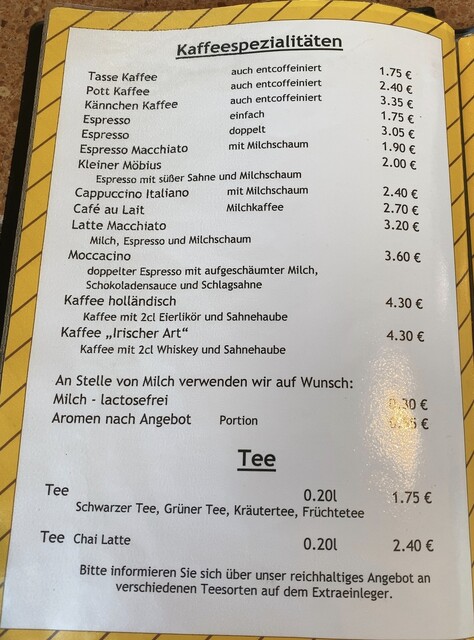 Kaffeespezialitäten
Tasse Kaffee auch entcoffeiniert 1.75 €
Pott Kaffee auch entcoffeiniert 2.40 €
Kännchen Kaffee auch entcoffeiniert 3.35 €
Espresso einfach 1.75 €
Espresso doppelt 3.05 €
Espresso Macchiato mit Milchschaum 1.90 €
Kleiner Möbius 2.00 €
Espresso mit süßer Sahne und Milchschaum
Cappuccino Italiano mit Milchschaum 2.40 €
Café au Lait Milchkaffee 2.70 €
Latte Macchiato 3.20 €
Milch, Espresso und Milchschaum
Moccacino 3.60 €
doppelter Espresso mit aufgeschäumter Milch,
Schokoladensauce und Schlagsahne
Kaffee holländisch 4.30 €
Kaffee mit 2cl Eierlikör und Sahnehaube
Kaffee „Irischer Art“ 4.30 €
Kaffee mit 2cl Whiskey und Sahnehaube
An Stelle von Milch verwenden wir auf Wunsch:
Milch - lactosefrei €
Aromen nach Angebot Portion €
Tee
Tee 0.20l 1.75 €
Schwarzer Tee, Grüner Tee, Kräutertee, Früchtetee
Tee Chai Latte 0.20l 2.40 €
Bitte informieren Sie sich über unser reichhaltiges Angebot an
verschiedenen Teesorten auf dem Extraeinleger.